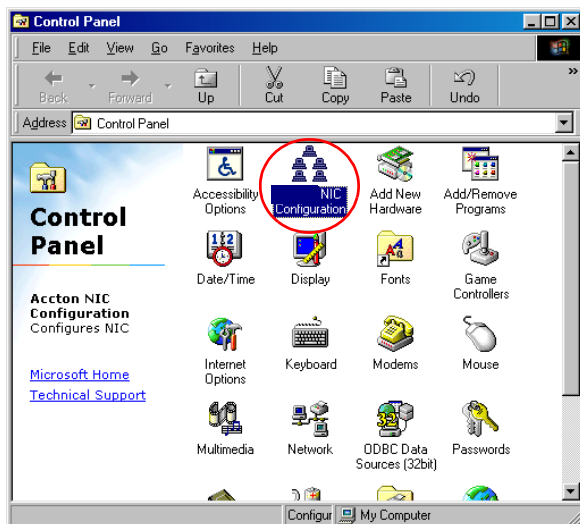 Control Panel
File Edit View Go Favorites Help
Back Forward Up Cut Copy Paste Undo »
Address Control Panel
Control
Panel
Accton NIC
Configuration
Configures NIC
Microsoft Home
Technical Support
Accessibility
Options
NIC
Configuration
Add New
Hardware
Add/Remove
Programs
Date/Time
Display
Fonts
Game
Controllers
Internet
Options
Keyboard
Modems
Mouse
Multimedia
Network
ODBC Data
Sources (32bit)
Passwords
Configur My Computer